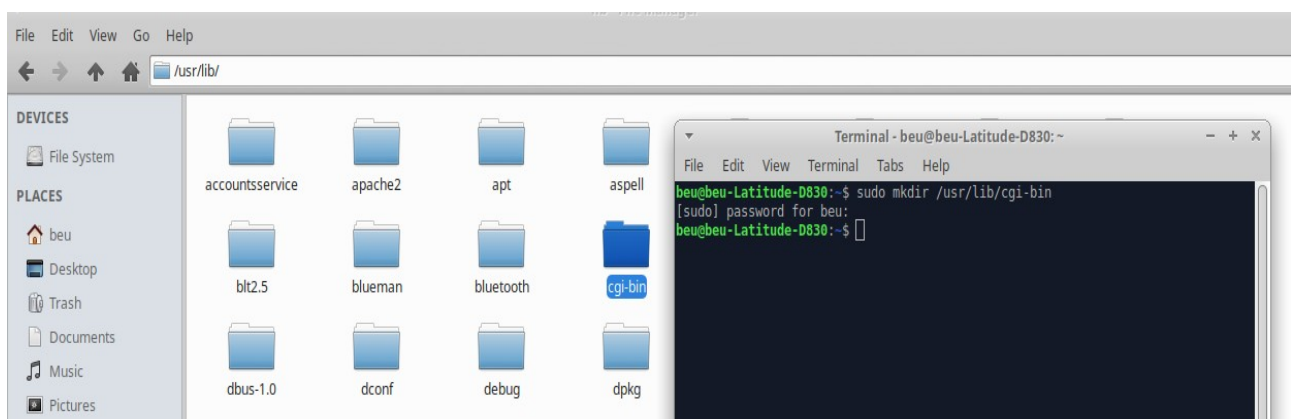 File Edit View Go Help
/usr/lib/
DEVICES
File System
PLACES
beu
Desktop
Trash
Documents
Music
Pictures
accountsservice apache2 apt aspell
blt2.5 blueman bluetooth cgi-bin
dbus-1.0 dconf debug dpkg
Terminal - beu@beu-Latitude-D830: ~
File Edit View Terminal Tabs Help
beu@beu-Latitude-D830:~$ sudo mkdir /usr/lib/cgi-bin
[sudo] password for beu:
beu@beu-Latitude-D830:~$